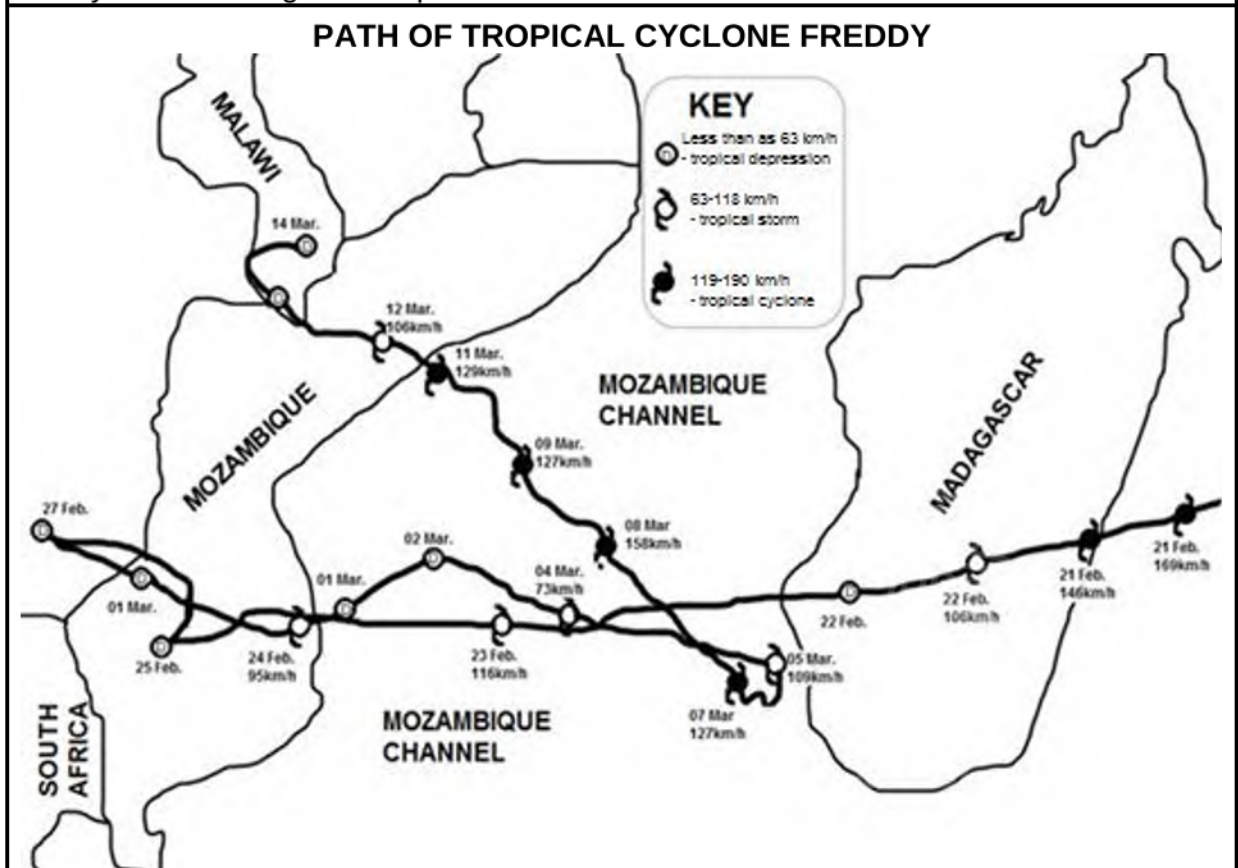 PATH OF TROPICAL CYCLONE FREDDY
KEY
Less than as 63 km/h
- tropical depression
63-118 km/h
- tropical storm
119-190 km/h
- tropical cyclone
MALAWI
14 Mar.
12 Mar.
106km/h
11 Mar.
129km/h
MOZAMBIQUE
CHANNEL
MOZAMBIQUE
MADAGASCAR
09 Mar.
127km/h
27 Feb.
08 Mar
158km/h
02 Mar.
01 Mar.
04 Mar.
73km/h
21 Feb.
169km/h
21 Feb.
146km/h
22 Feb.
106km/h
22 Feb.
01 Mar.
25 Feb.
24 Feb.
95km/h
23 Feb.
116km/h
05 Mar.
109km/h
07 Mar
127km/h
MOZAMBIQUE
CHANNEL
SOUTH
AFRICA